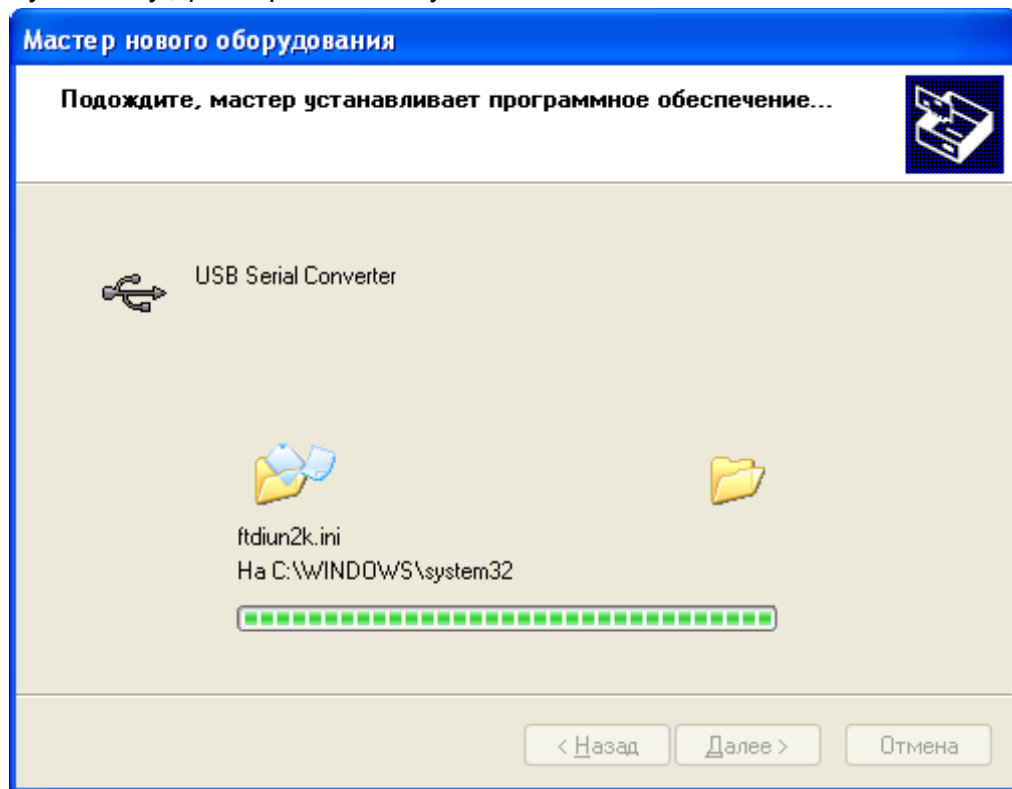 Мастер нового оборудования
Подождите, мастер устанавливает программное обеспечение...
USB Serial Converter
ftdiun2k.ini
На C:\WINDOWS\system32
< Назад
Далее >
Отмена